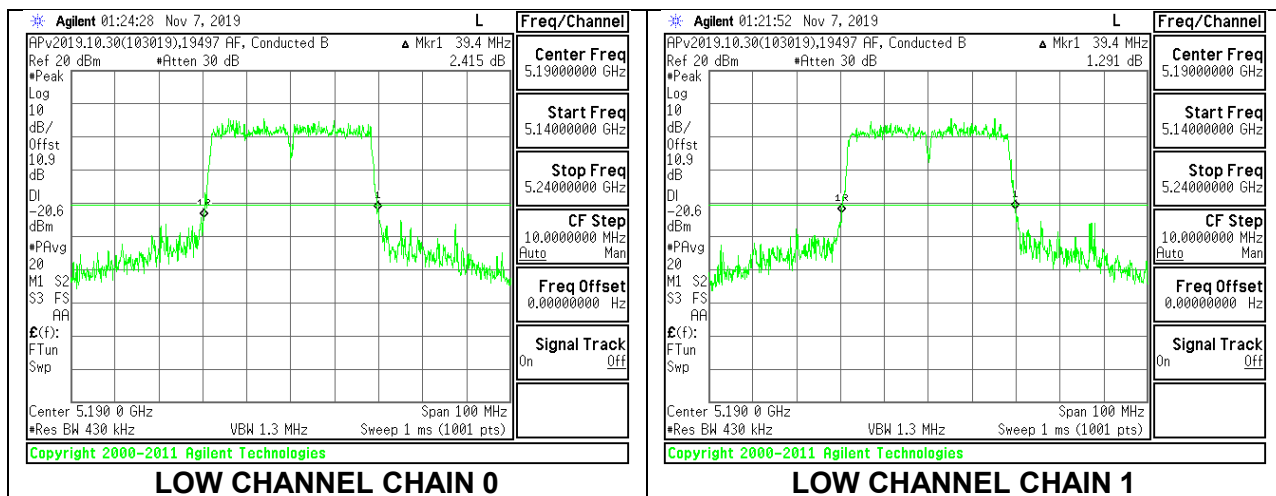 Agilent 01:24:28 Nov 7, 2019 L Freq/Channel
APv2019.10.30(103019),19497 AF, Conducted B Δ Mkr1 39.4 MHz
Ref 20 dBm #Atten 30 dB 2.415 dB
#Peak
Log
10
dB/
Offst
10.9
dB
DI
-20.6
dBm
#PAvg
20
M1 S2
S3 FS
AA
£(f):
FTun
Swp
1R
1
Center 5.190 0 GHz Span 100 MHz
#Res BW 430 kHz VBW 1.3 MHz Sweep 1 ms (1001 pts)
Copyright 2000-2011 Agilent Technologies
Center Freq
5.19000000 GHz
Start Freq
5.14000000 GHz
Stop Freq
5.24000000 GHz
CF Step
10.0000000 MHz
Auto Man
Freq Offset
0.00000000 Hz
Signal Track
On Off
LOW CHANNEL CHAIN 0
Agilent 01:21:52 Nov 7, 2019 L Freq/Channel
APv2019.10.30(103019),19497 AF, Conducted B Δ Mkr1 39.4 MHz
Ref 20 dBm #Atten 30 dB 1.291 dB
#Peak
Log
10
dB/
Offst
10.9
dB
DI
-20.6
dBm
#PAvg
20
M1 S2
S3 FS
AA
£(f):
FTun
Swp
1R
1
Center 5.190 0 GHz Span 100 MHz
#Res BW 430 kHz VBW 1.3 MHz Sweep 1 ms (1001 pts)
Copyright 2000-2011 Agilent Technologies
Center Freq
5.19000000 GHz
Start Freq
5.14000000 GHz
Stop Freq
5.24000000 GHz
CF Step
10.0000000 MHz
Auto Man
Freq Offset
0.00000000 Hz
Signal Track
On Off
LOW CHANNEL CHAIN 1